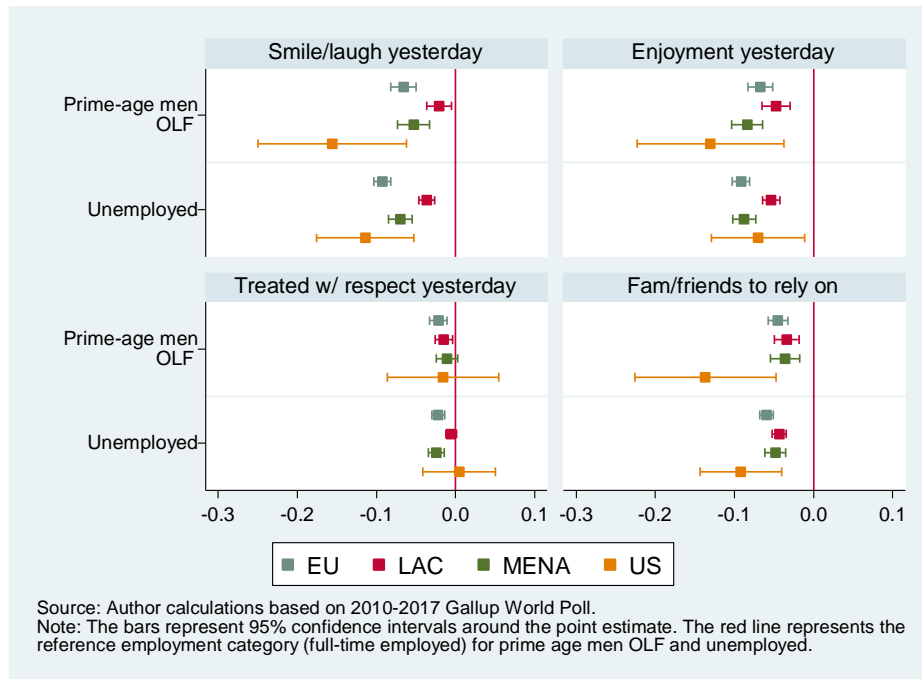 Smile/laugh yesterday
Enjoyment yesterday
Prime-age men
OLF
Unemployed
Treated w/ respect yesterday
Fam/friends to rely on
Prime-age men
OLF
Unemployed
-0.3 -0.2 -0.1 0.0 0.1
-0.3 -0.2 -0.1 0.0 0.1
EU LAC MENA US
Source: Author calculations based on 2010-2017 Gallup World Poll.
Note: The bars represent 95% confidence intervals around the point estimate. The red line represents the
reference employment category (full-time employed) for prime age men OLF and unemployed.